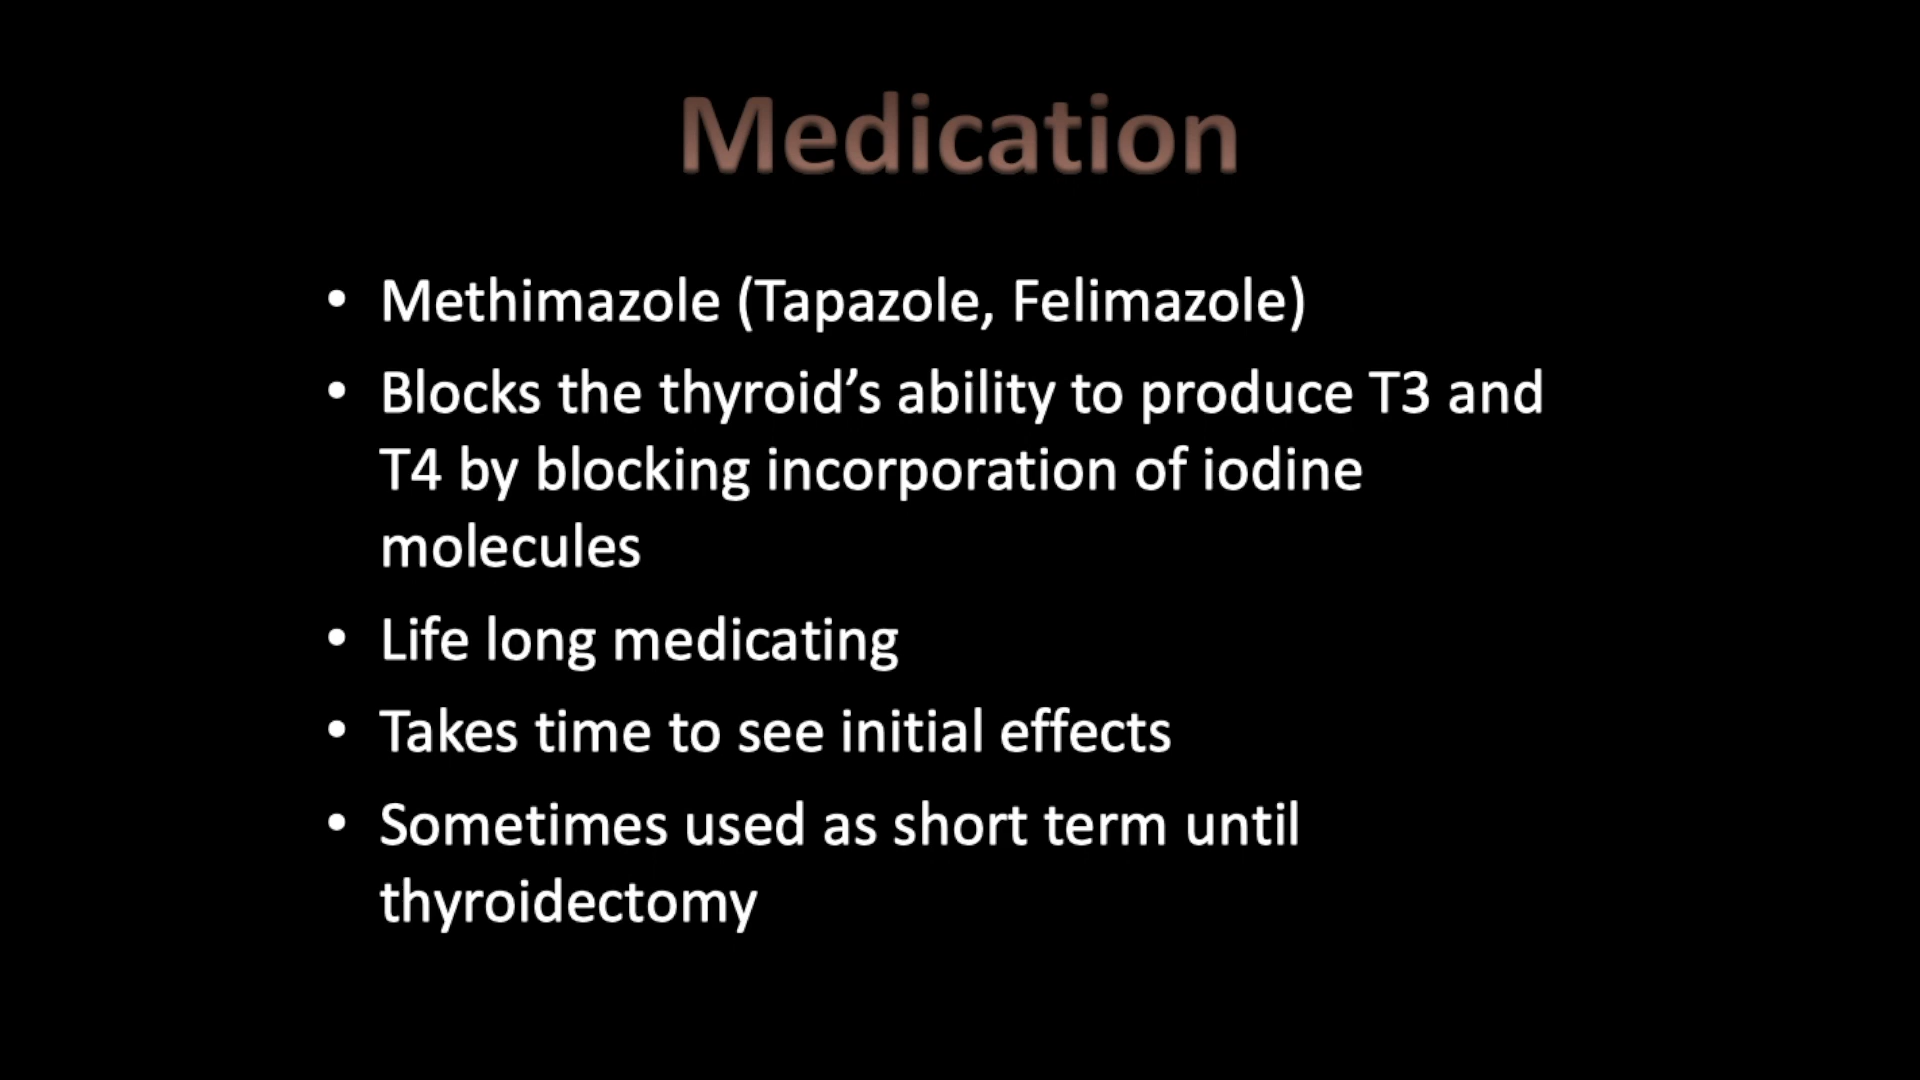 Medication
• Methimazole (Tapazole, Felimazole)
• Blocks the thyroid’s ability to produce T3 and
T4 by blocking incorporation of iodine
molecules
• Life long medicating
• Takes time to see initial effects
• Sometimes used as short term until
thyroidectomy